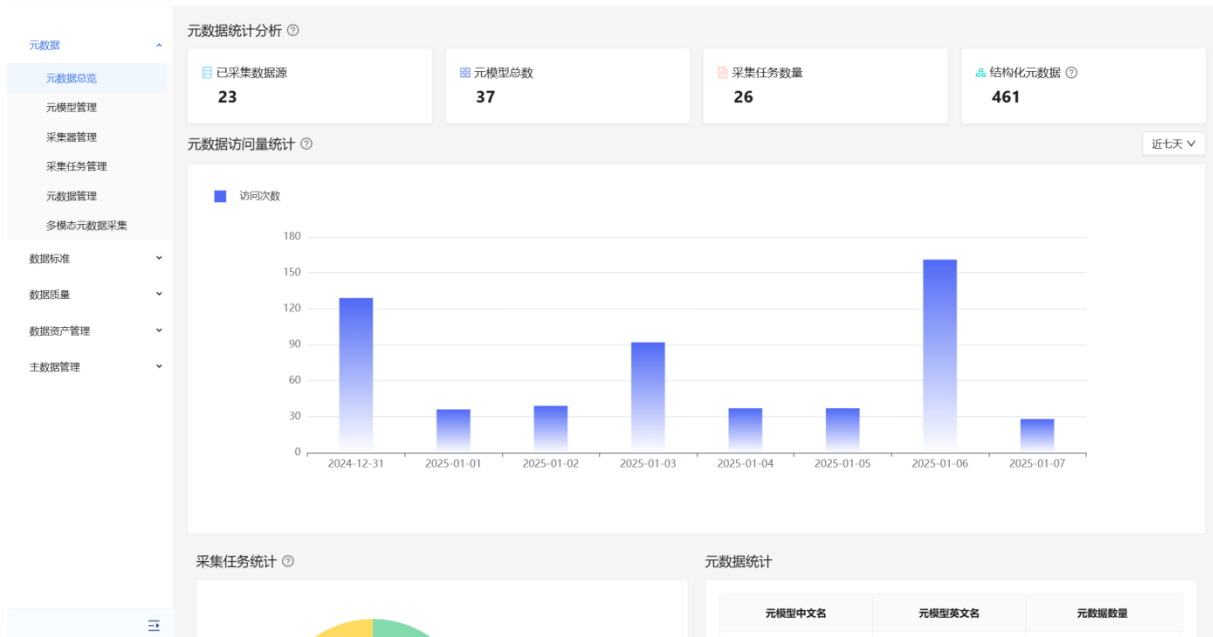 元数据
元数据总览
元模型管理
采集器管理
采集任务管理
元数据管理
多模态元数据采集
数据标准
数据质量
数据资产管理
主数据管理
元数据统计分析
已采集数据源
23
元模型总数
37
采集任务数量
26
结构化元数据
461
元数据访问量统计
近七天
访问次数
180
150
120
90
60
30
0
2024-12-31 2025-01-01 2025-01-02 2025-01-03 2025-01-04 2025-01-05 2025-01-06 2025-01-07
采集任务统计
元数据统计
元模型中文名 元模型英文名 元数据数量